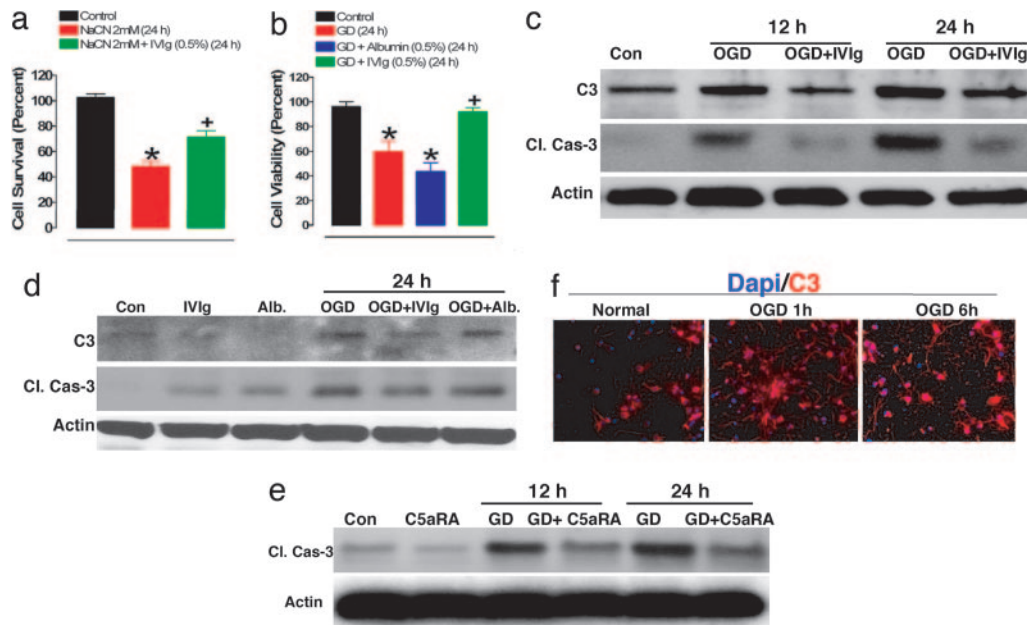 a
Control
NaCN 2mM (24 h)
NaCN 2mM + IVIg (0.5%) (24 h)
Cell Survival (Percent)
120
100
80
60
40
20
0
*
+
b
Control
GD (24 h)
GD + Albumin (0.5%) (24 h)
GD + IVIg (0.5%) (24 h)
Cell Viability (Percent)
120
100
80
60
40
20
0
*
*
+
c
12 h 24 h
Con OGD OGD+IVIg OGD OGD+IVIg
C3
Cl. Cas-3
Actin
d
24 h
Con IVIg Alb. OGD OGD+IVIg OGD+Alb.
C3
Cl. Cas-3
Actin
f
Dapi/C3
Normal OGD 1h OGD 6h
e
12 h 24 h
Con C5aRA GD GD+ C5aRA GD GD+C5aRA
Cl. Cas-3
Actin